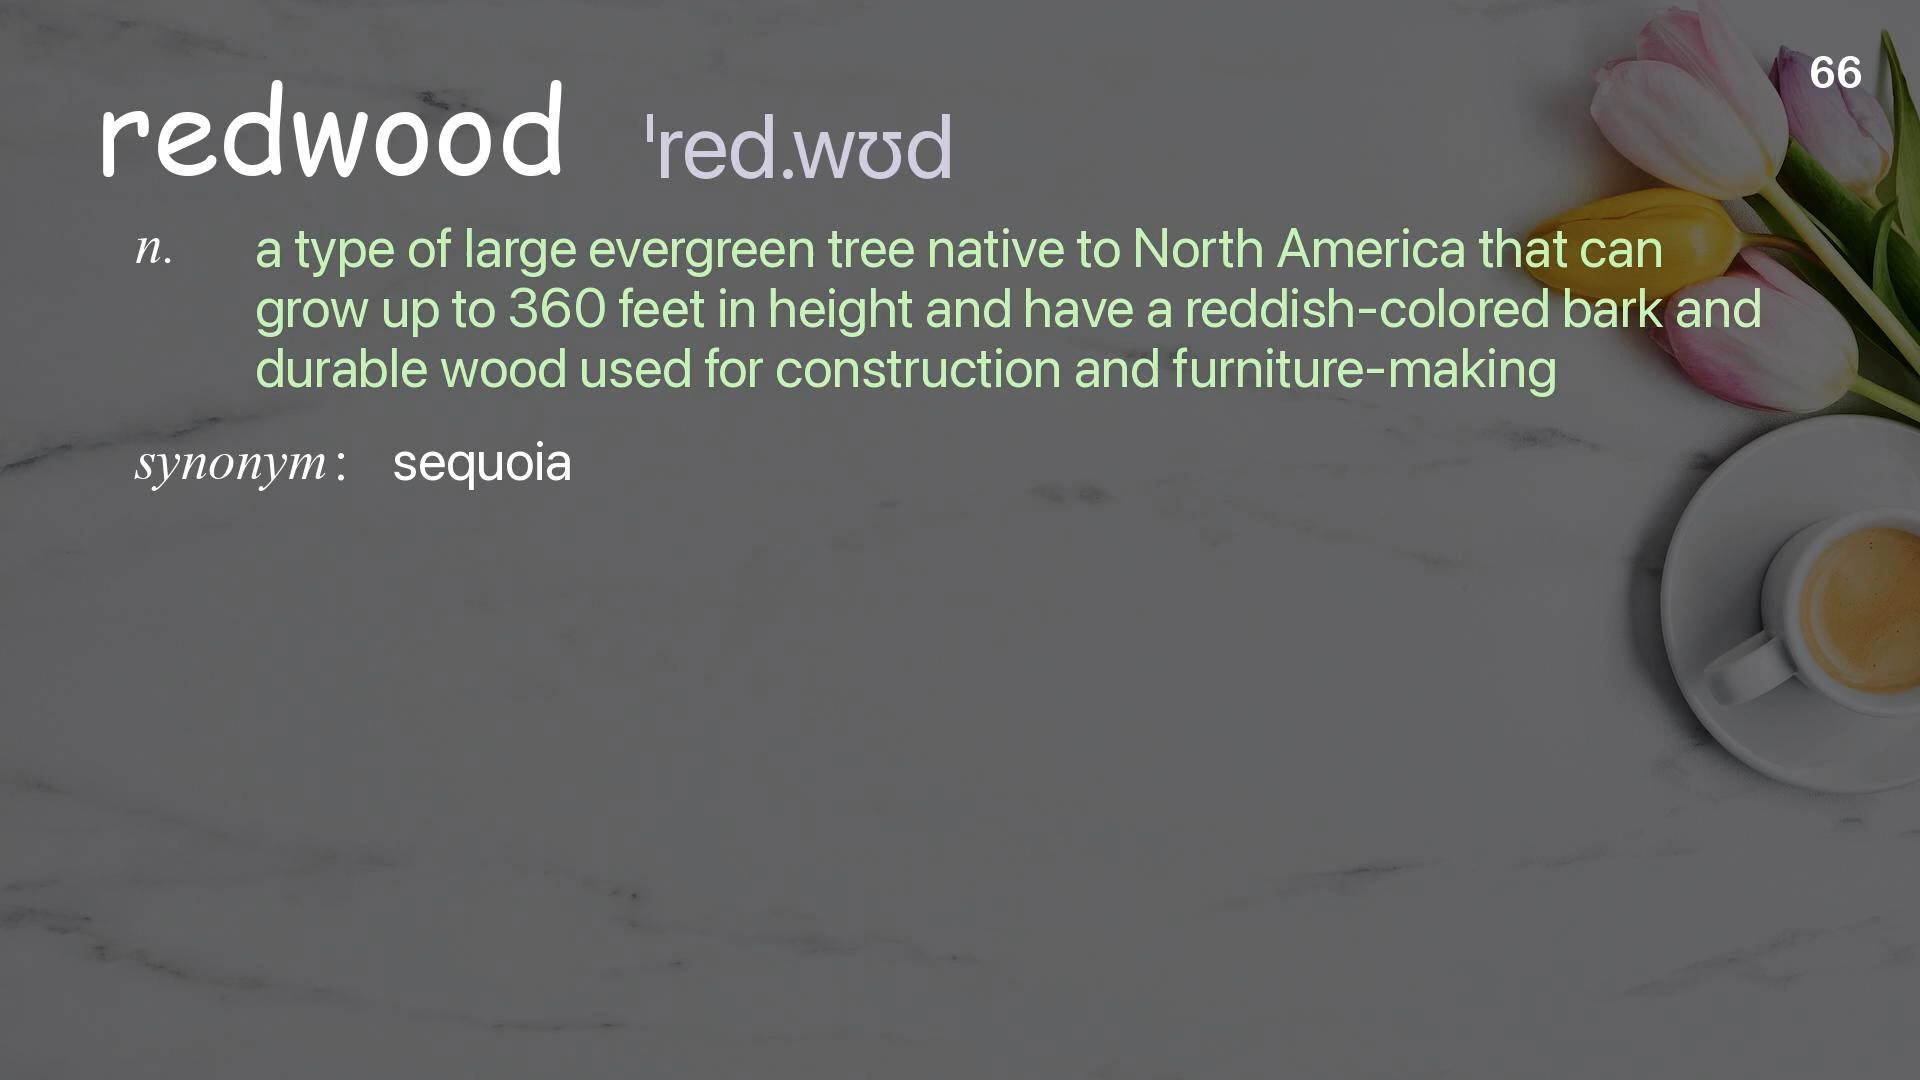 66
redwood ˈred.wʊd
n. a type of large evergreen tree native to North America that can
grow up to 360 feet in height and have a reddish-colored bark and
durable wood used for construction and furniture-making
synonym: sequoia